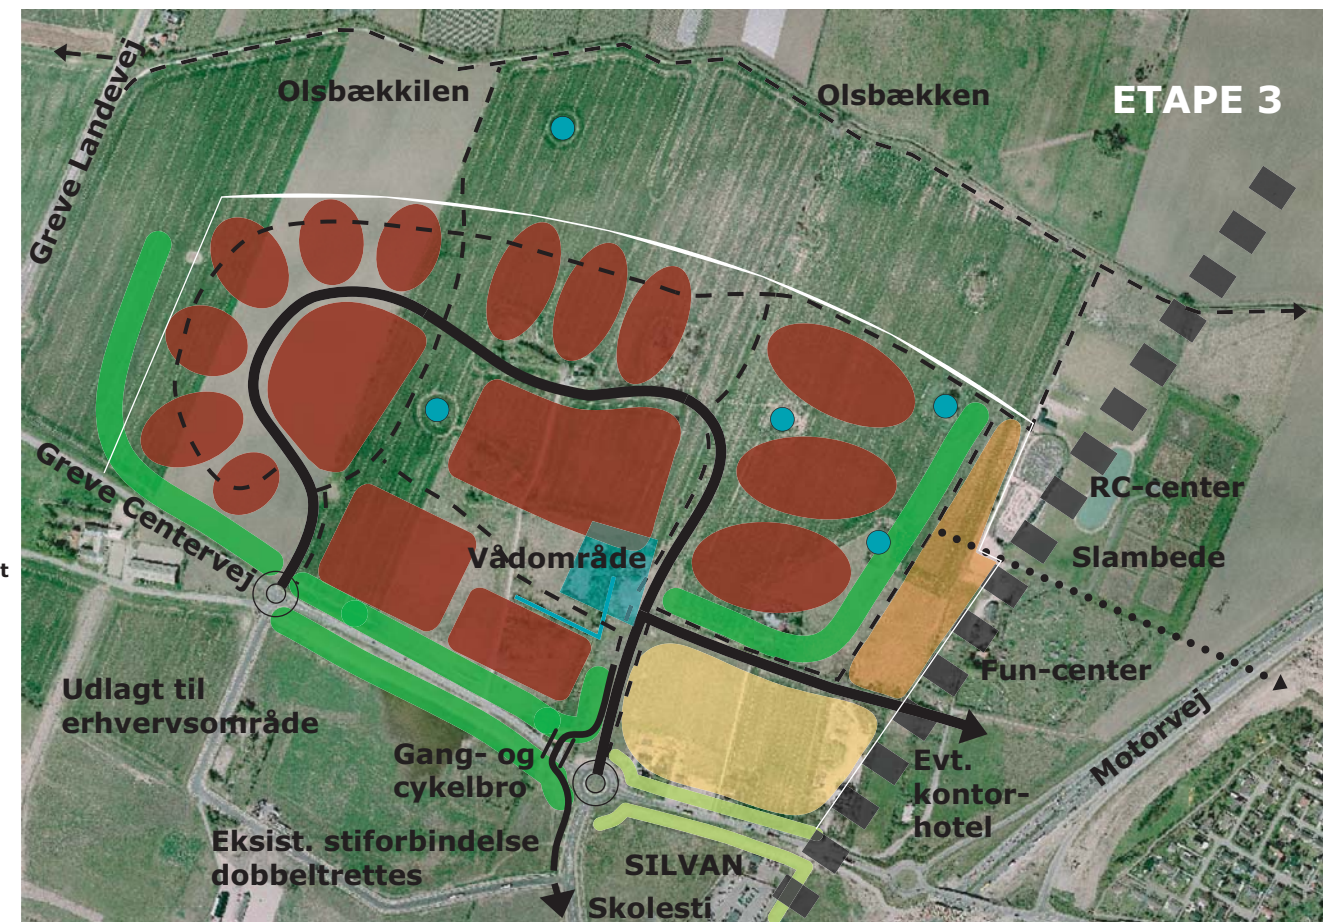 Greve Landevej
Olsbækkilen
Olsbækken
ETAPE 3
Greve Centervej
t
Vådområde
RC-center
Slambede
Fun-center
Motorvej
Udlagt til
erhvervsområde
Gang- og
cykelbro
Evt.
kontor-
hotel
Eksist. stiforbindelse
dobbeltrettes
SILVAN
Skolesti